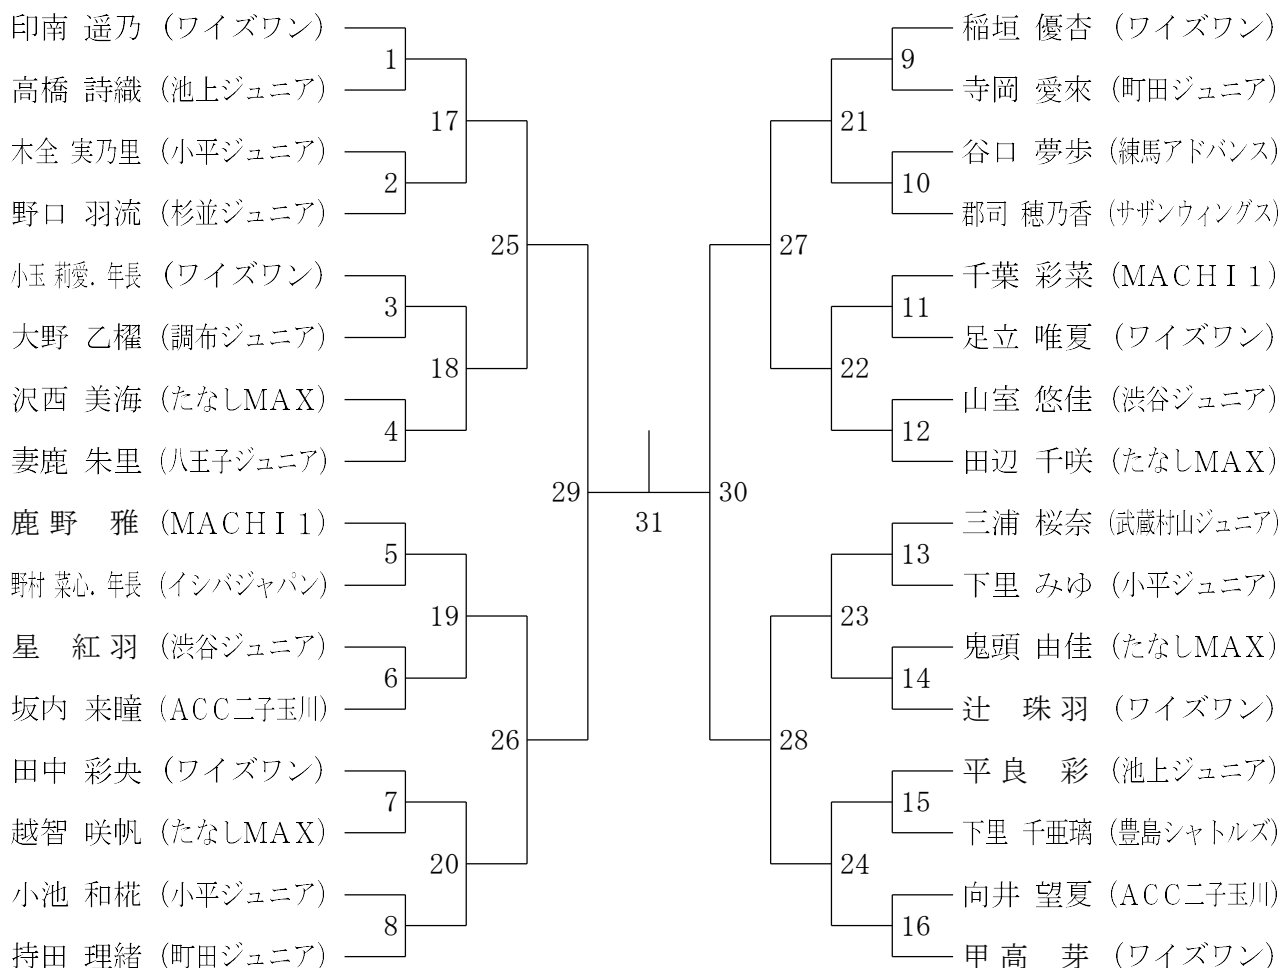 印南 遥乃 (ワイズワン)
高橋 詩織 (池上ジュニア)
木全 実乃里 (小平ジュニア)
野口 羽流 (杉並ジュニア)
小玉 莉愛. 年長 (ワイズワン)
大野 乙櫂 (調布ジュニア)
沢西 美海 (たなしMAX)
妻鹿 朱里 (八王子ジュニア)
鹿野 雅 (MACHI1)
野村 菜心. 年長 (イシバジャパン)
星 紅羽 (渋谷ジュニア)
坂内 来瞳 (ACC二子玉川)
田中 彩央 (ワイズワン)
越智 咲帆 (たなしMAX)
小池 和椛 (小平ジュニア)
持田 理緒 (町田ジュニア)
1
2
3
4
5
6
7
8
17
18
19
20
25
26
29
31
30
27
28
21
22
23
24
9
10
11
12
13
14
15
16
稲垣 優杏 (ワイズワン)
寺岡 愛來 (町田ジュニア)
谷口 夢歩 (練馬アドバンス)
郡司 穂乃香 (サザンウィングス)
千葉 彩菜 (MACHI1)
足立 唯夏 (ワイズワン)
山室 悠佳 (渋谷ジュニア)
田辺 千咲 (たなしMAX)
三浦 桜奈 (武蔵村山ジュニア)
下里 みゆ (小平ジュニア)
鬼頭 由佳 (たなしMAX)
辻 珠羽 (ワイズワン)
平良 彩 (池上ジュニア)
下里 千亜璃 (豊島シャトルズ)
向井 望夏 (ACC二子玉川)
甲高 芽 (ワイズワン)